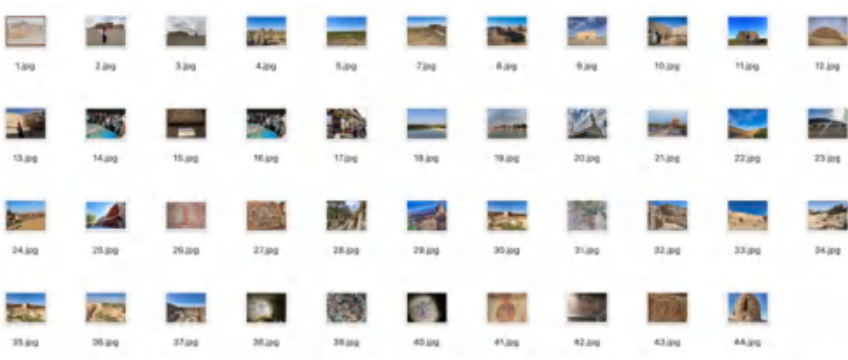 1.jpg 2.jpg 3.jpg 4.jpg 5.jpg 7.jpg 8.jpg 9.jpg 10.jpg 11.jpg 12.jpg
13.jpg 14.jpg 15.jpg 16.jpg 17.jpg 18.jpg 19.jpg 20.jpg 21.jpg 22.jpg 23.jpg
24.jpg 25.jpg 26.jpg 27.jpg 28.jpg 29.jpg 30.jpg 31.jpg 32.jpg 33.jpg 34.jpg
35.jpg 36.jpg 37.jpg 38.jpg 39.jpg 40.jpg 41.jpg 42.jpg 43.jpg 44.jpg